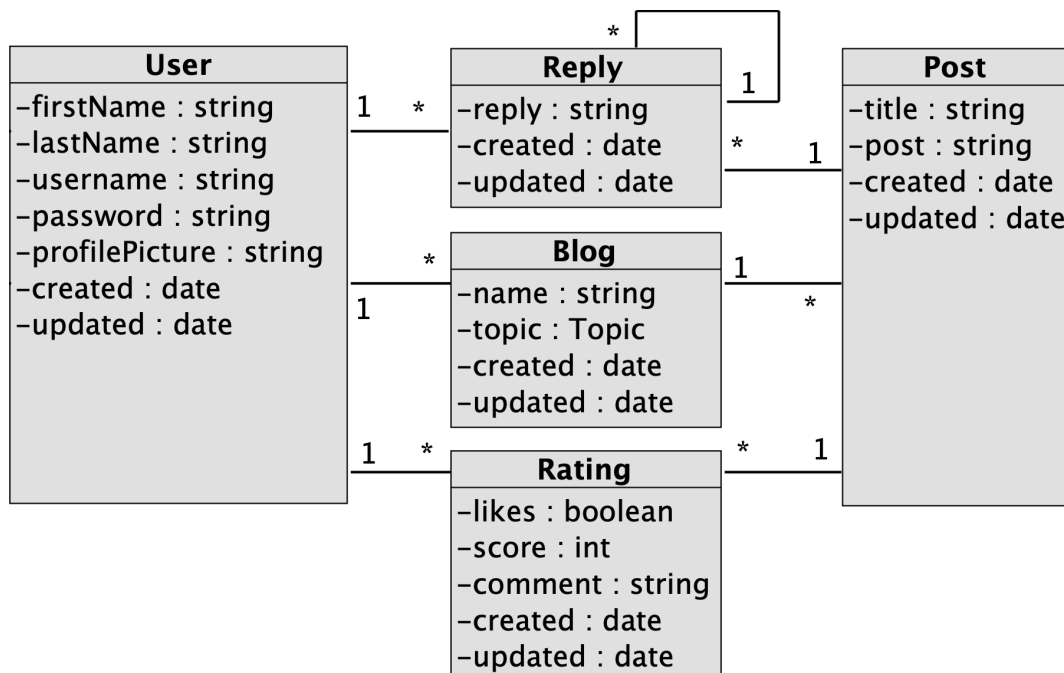 User
-firstName : string
-lastName : string
-username : string
-password : string
-profilePicture : string
-created : date
-updated : date
1
*
1
*
1
*
Reply
-reply : string
-created : date
-updated : date
*
1
*
1
Blog
-name : string
-topic : Topic
-created : date
-updated : date
1
*
Rating
-likes : boolean
-score : int
-comment : string
-created : date
-updated : date
*
1
Post
-title : string
-post : string
-created : date
-updated : date